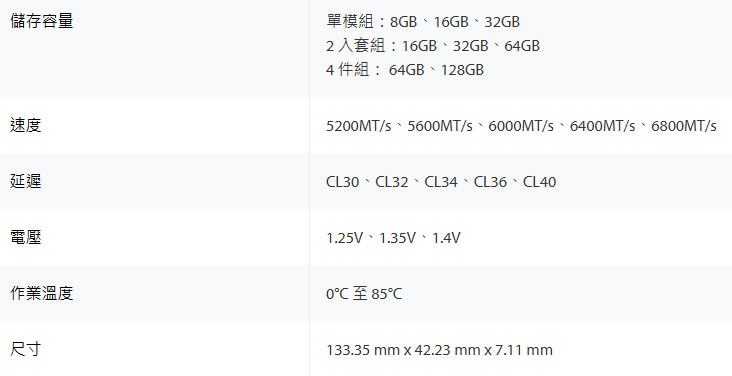 儲存容量
單模組：8GB、16GB、32GB
2 入套組：16GB、32GB、64GB
4 件組： 64GB、128GB
速度
5200MT/s、5600MT/s、6000MT/s、6400MT/s、6800MT/s
延遲
CL30、CL32、CL34、CL36、CL40
電壓
1.25V、1.35V、1.4V
作業溫度
0°C 至 85°C
尺寸
133.35 mm x 42.23 mm x 7.11 mm